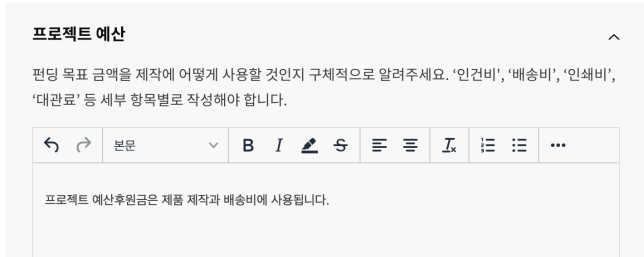 프로젝트 예산
펀딩 목표 금액을 제작에 어떻게 사용할 것인지 구체적으로 알려주세요. ‘인건비', ‘배송비’, ‘인쇄비’,
‘대관료’ 등 세부 항목별로 작성해야 합니다.
본문 B I S
프로젝트 예산후원금은 제품 제작과 배송비에 사용됩니다.